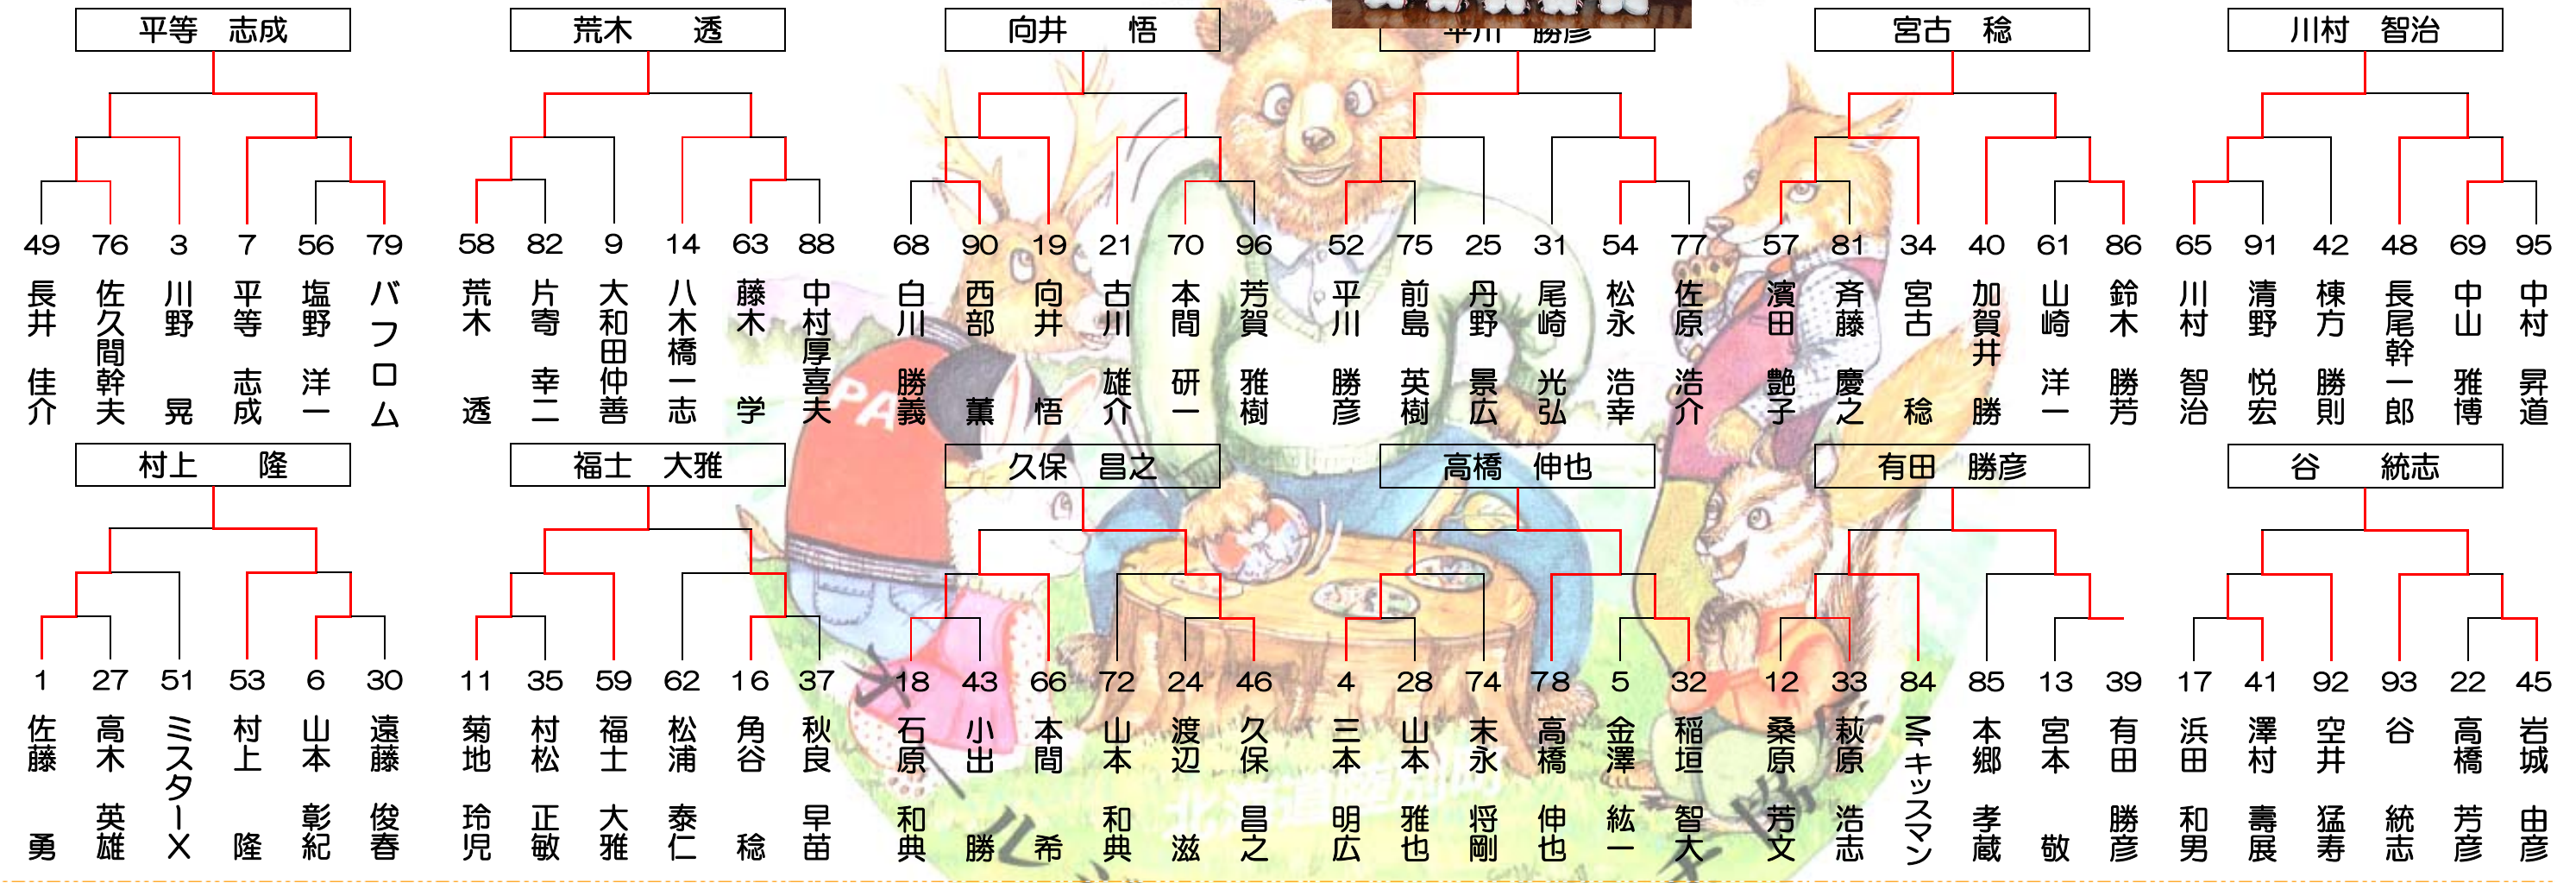 平等 志成
荒木 透
向井 悟
平川 勝彦
宮古 稔
川村 智治
49 76 3 7 56 79
58 82 9 14 63 88
68 90 19 21 70 96
52 75 25 31 54 77
57 81 34 40 61 86
65 91 42 48 69 95
長井 佳介
佐久間幹夫
川野 晃
平等 志成
塩野 洋一
バフロム
荒木 透
片寄 幸二
大和田仲善
八木橋一志
藤木 学
中村厚喜夫
白川 勝義
西部 薫
向井 悟
古川 雄介
本間 研一
芳賀 雅樹
平川 勝彦
前島 英樹
丹野 景広
尾崎 光弘
松永 浩幸
佐原 浩介
濱田 艶子
斉藤 慶之
宮古 稔
加賀井 勝
山崎 洋一
鈴木 勝芳
川村 智治
清野 悦宏
棟方 勝則
長尾幹一郎
中山 雅博
中村 昇道
PA
村上 隆
福士 大雅
久保 昌之
高橋 伸也
有田 勝彦
谷 統志
1 27 51 53 6 30
11 35 59 62 16 37
18 43 66 72 24 46
4 28 74 78 5 32
12 33 84 85 13 39
17 41 92 93 22 45
佐藤 勇
高木 英雄
ミスターX
村上 隆
山本 彰紀
遠藤 俊春
菊地 玲児
村松 正敏
福士 大雅
松浦 泰仁
角谷 稔
秋良 早苗
石原 和典
小出 勝
本間 希
山本 和典
渡辺 滋
久保 昌之
三本 明広
山本 雅也
末永 将剛
高橋 伸也
金澤 紘一
稲垣 智大
桑原 芳文
萩原 浩志
Mr.キッスマン
本郷 孝蔵
宮本 敬
有田 勝彦
浜田 和男
澤村 壽展
空井 猛寿
谷 統志
高橋 芳彦
岩城 由彦